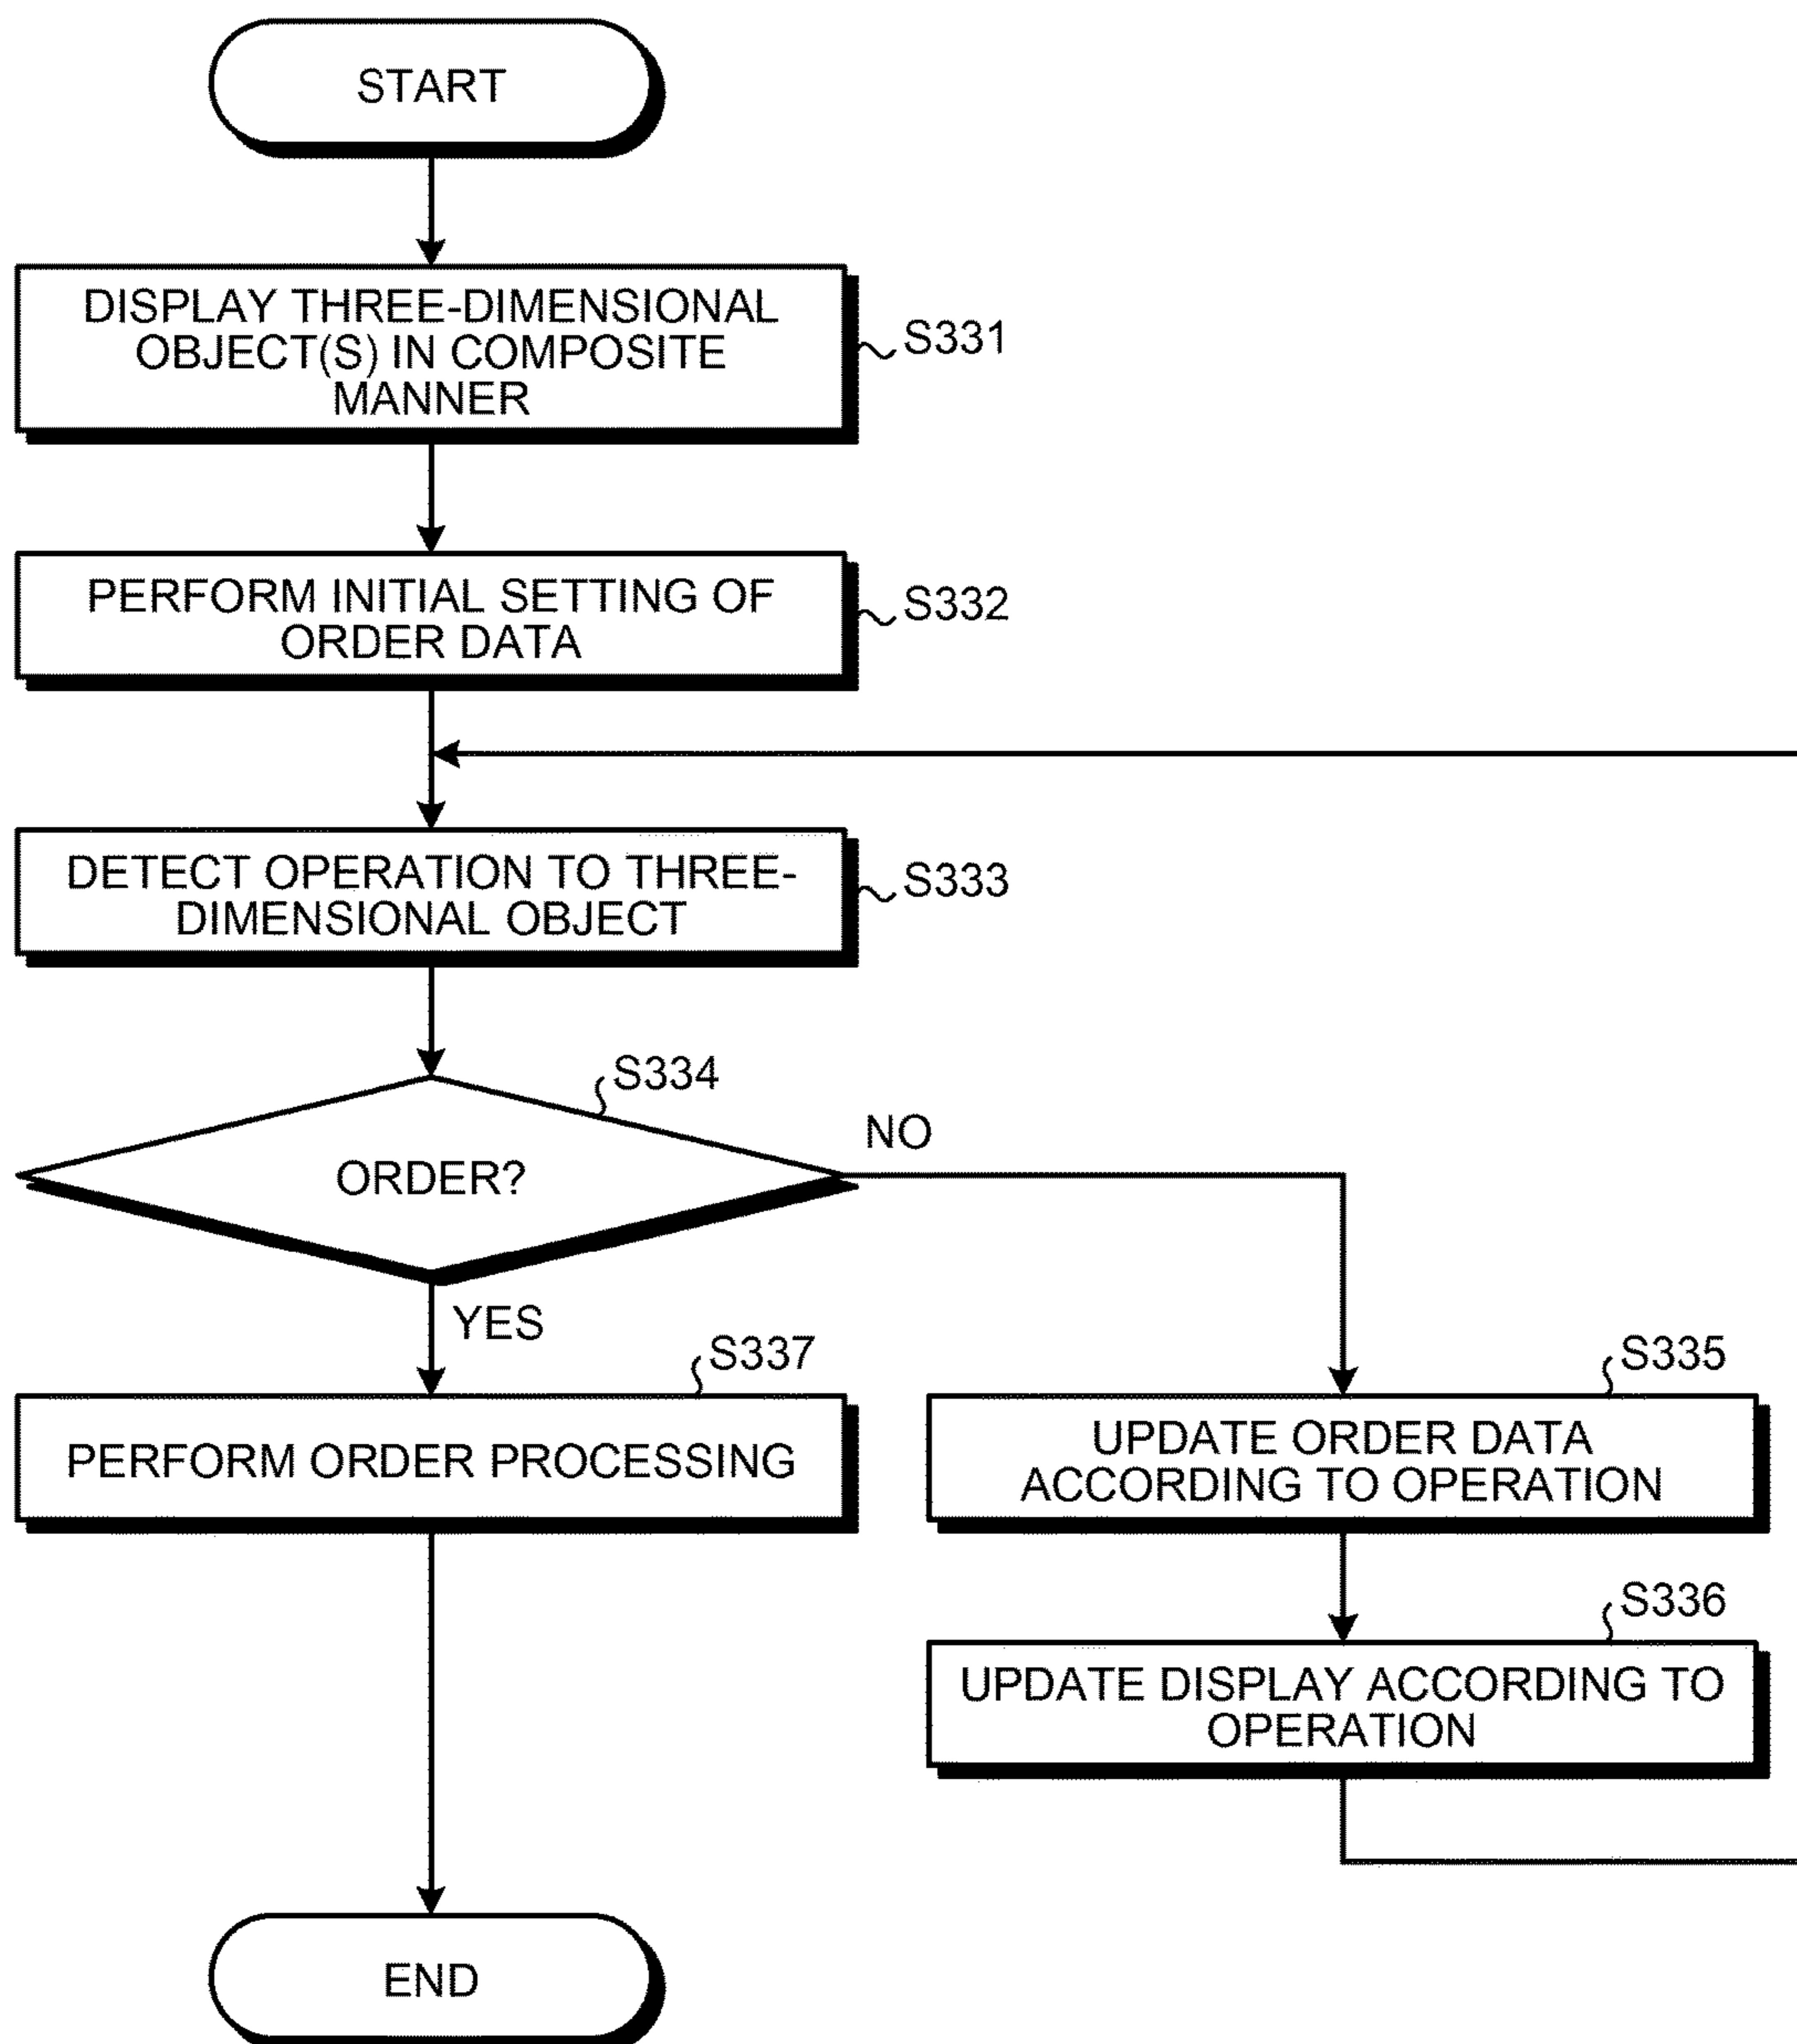 START
DISPLAY THREE-DIMENSIONAL
OBJECT(S) IN COMPOSITE
MANNER
S331
PERFORM INITIAL SETTING OF
ORDER DATA
S332
DETECT OPERATION TO THREE-
DIMENSIONAL OBJECT
S333
S334
ORDER?
NO
YES
S337
PERFORM ORDER PROCESSING
S335
UPDATE ORDER DATA
ACCORDING TO OPERATION
S336
UPDATE DISPLAY ACCORDING TO
OPERATION
END